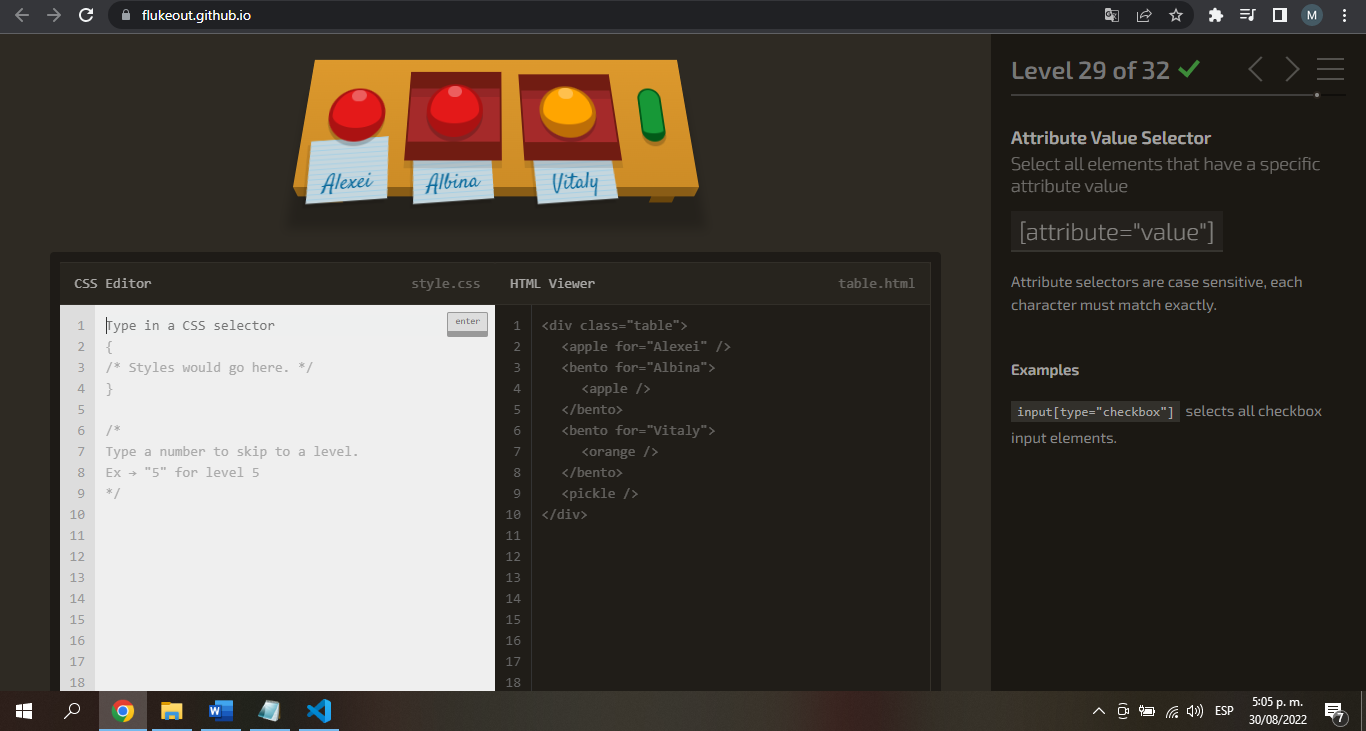 flukeout.github.io
M
Alexei
Albina
Vitaly
CSS Editor
style.css
1
Type in a CSS selector
enter
2
{
3
/* Styles would go here. */
4
}
5
6
/*
7
Type a number to skip to a level.
8
Ex → "5" for level 5
9
*/
10
11
12
13
14
15
16
17
18
HTML Viewer
table.html
1
<div class="table">
2
<apple for="Alexei" />
3
<bento for="Albina">
4
<apple />
5
</bento>
6
<bento for="Vitaly">
7
<orange />
8
</bento>
9
<pickle />
10
</div>
11
12
13
14
15
16
17
18
Level 29 of 32
Attribute Value Selector
Select all elements that have a specific
attribute value
[attribute="value"]
Attribute selectors are case sensitive, each
character must match exactly.
Examples
input[type="checkbox"] selects all checkbox
input elements.
W
ESP
5:05 p. m.
30/08/2022
7